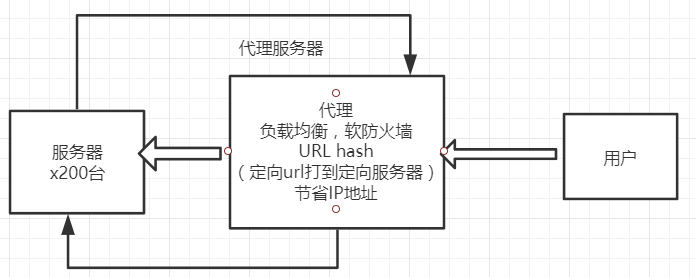 代理服务器
服务器
x200台
代理
负载均衡，软防火墙
URL hash
（定向url打到定向服务器）
节省IP地址
用户